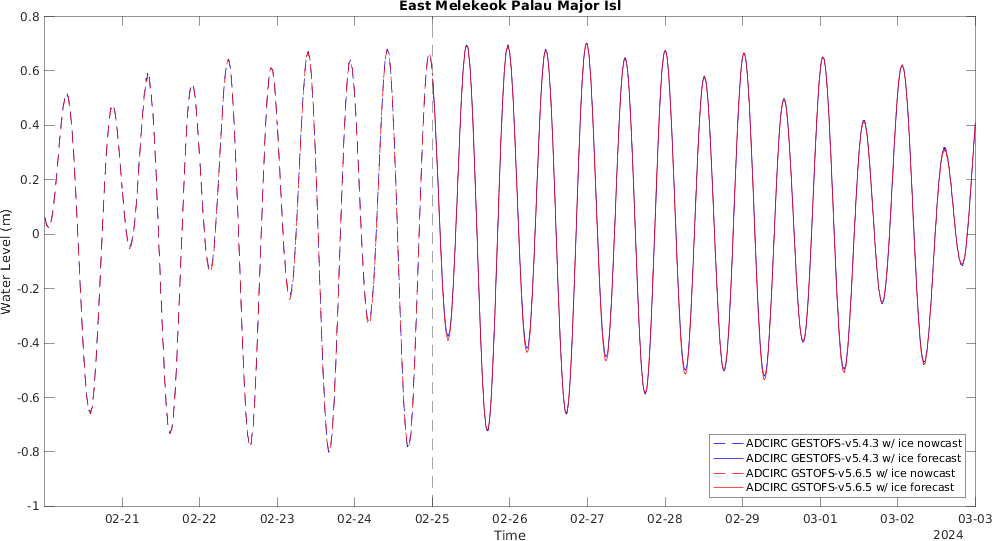 East Melekeok Palau Major Isl
0.8
0.6
0.4
0.2
0
-0.2
-0.4
-0.6
-0.8
-1
Water Level (m)
ADCIRC GESTOFS-v5.4.3 w/ ice nowcast
ADCIRC GESTOFS-v5.4.3 w/ ice forecast
ADCIRC GSTOFS-v5.6.5 w/ ice nowcast
ADCIRC GSTOFS-v5.6.5 w/ ice forecast
02-21 02-22 02-23 02-24 02-25 02-26 02-27 02-28 02-29 03-01 03-02 03-03
Time
2024